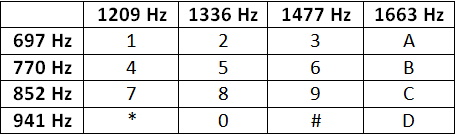 1209 Hz 1336 Hz 1477 Hz 1663 Hz
697 Hz 1 2 3 A
770 Hz 4 5 6 B
852 Hz 7 8 9 C
941 Hz * 0 # D